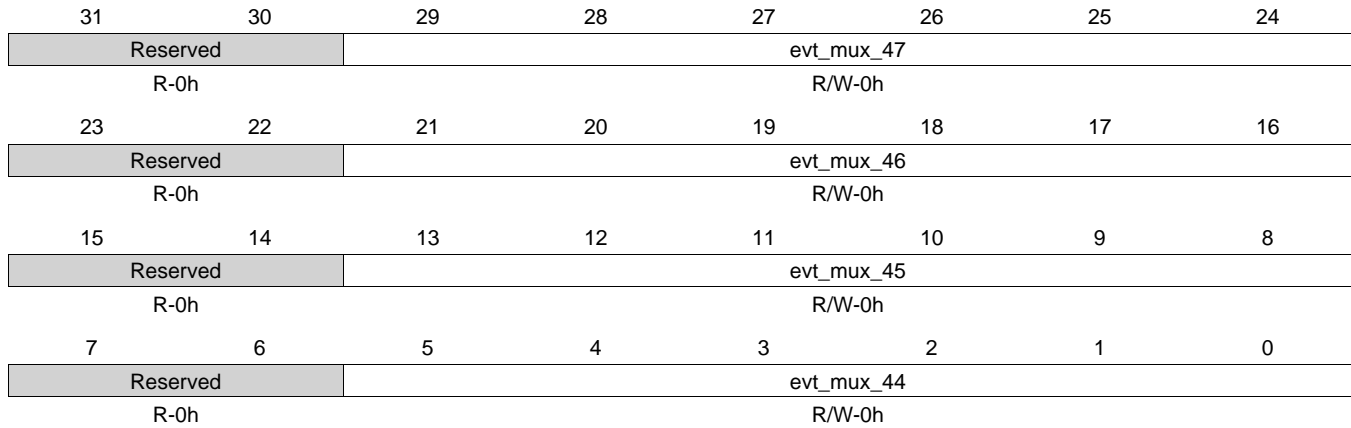 31 30 29 28 27 26 25 24
Reserved evt_mux_47
R-0h R/W-0h
23 22 21 20 19 18 17 16
Reserved evt_mux_46
R-0h R/W-0h
15 14 13 12 11 10 9 8
Reserved evt_mux_45
R-0h R/W-0h
7 6 5 4 3 2 1 0
Reserved evt_mux_44
R-0h R/W-0h